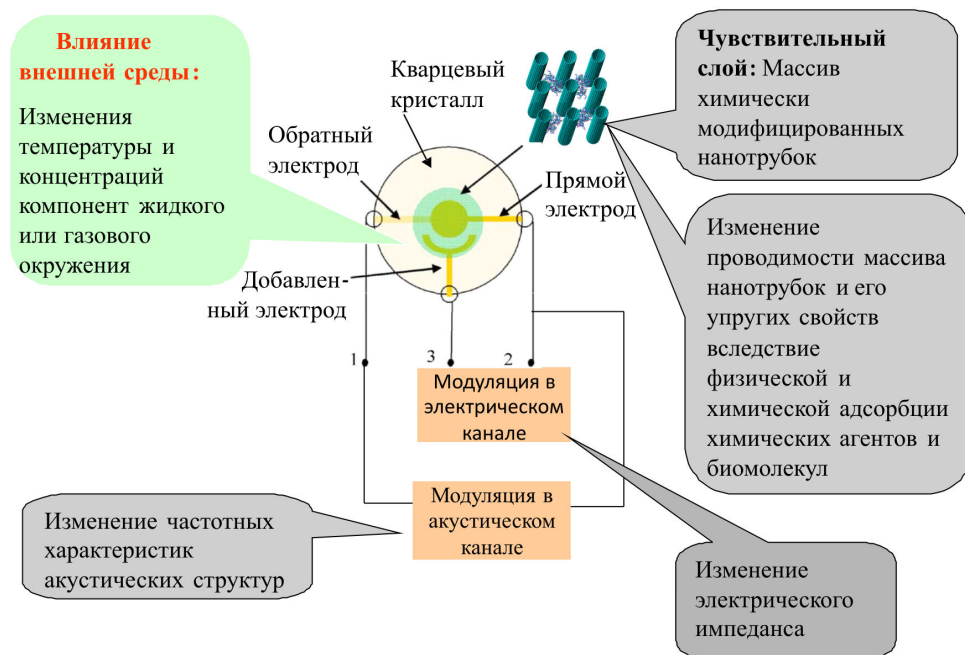 Влияние
внешней среды:
Изменения
температуры и
концентраций
компонент жидкого
или газового
окружения
Кварцевый
кристалл
Обратный
электрод
Прямой
электрод
Добавлен-
ный электрод
Чувствительный
слой: Массив
химически
модифицированных
нанотрубок
Изменение
проводимости массива
нанотрубок и его
упругих свойств
вследствие
физической и
химической адсорбции
химических агентов и
биомолекул
1
3
2
Модуляция в
электрическом
канале
Модуляция в
акустическом
канале
Изменение частотных
характеристик
акустических структур
Изменение
электрического
импеданса